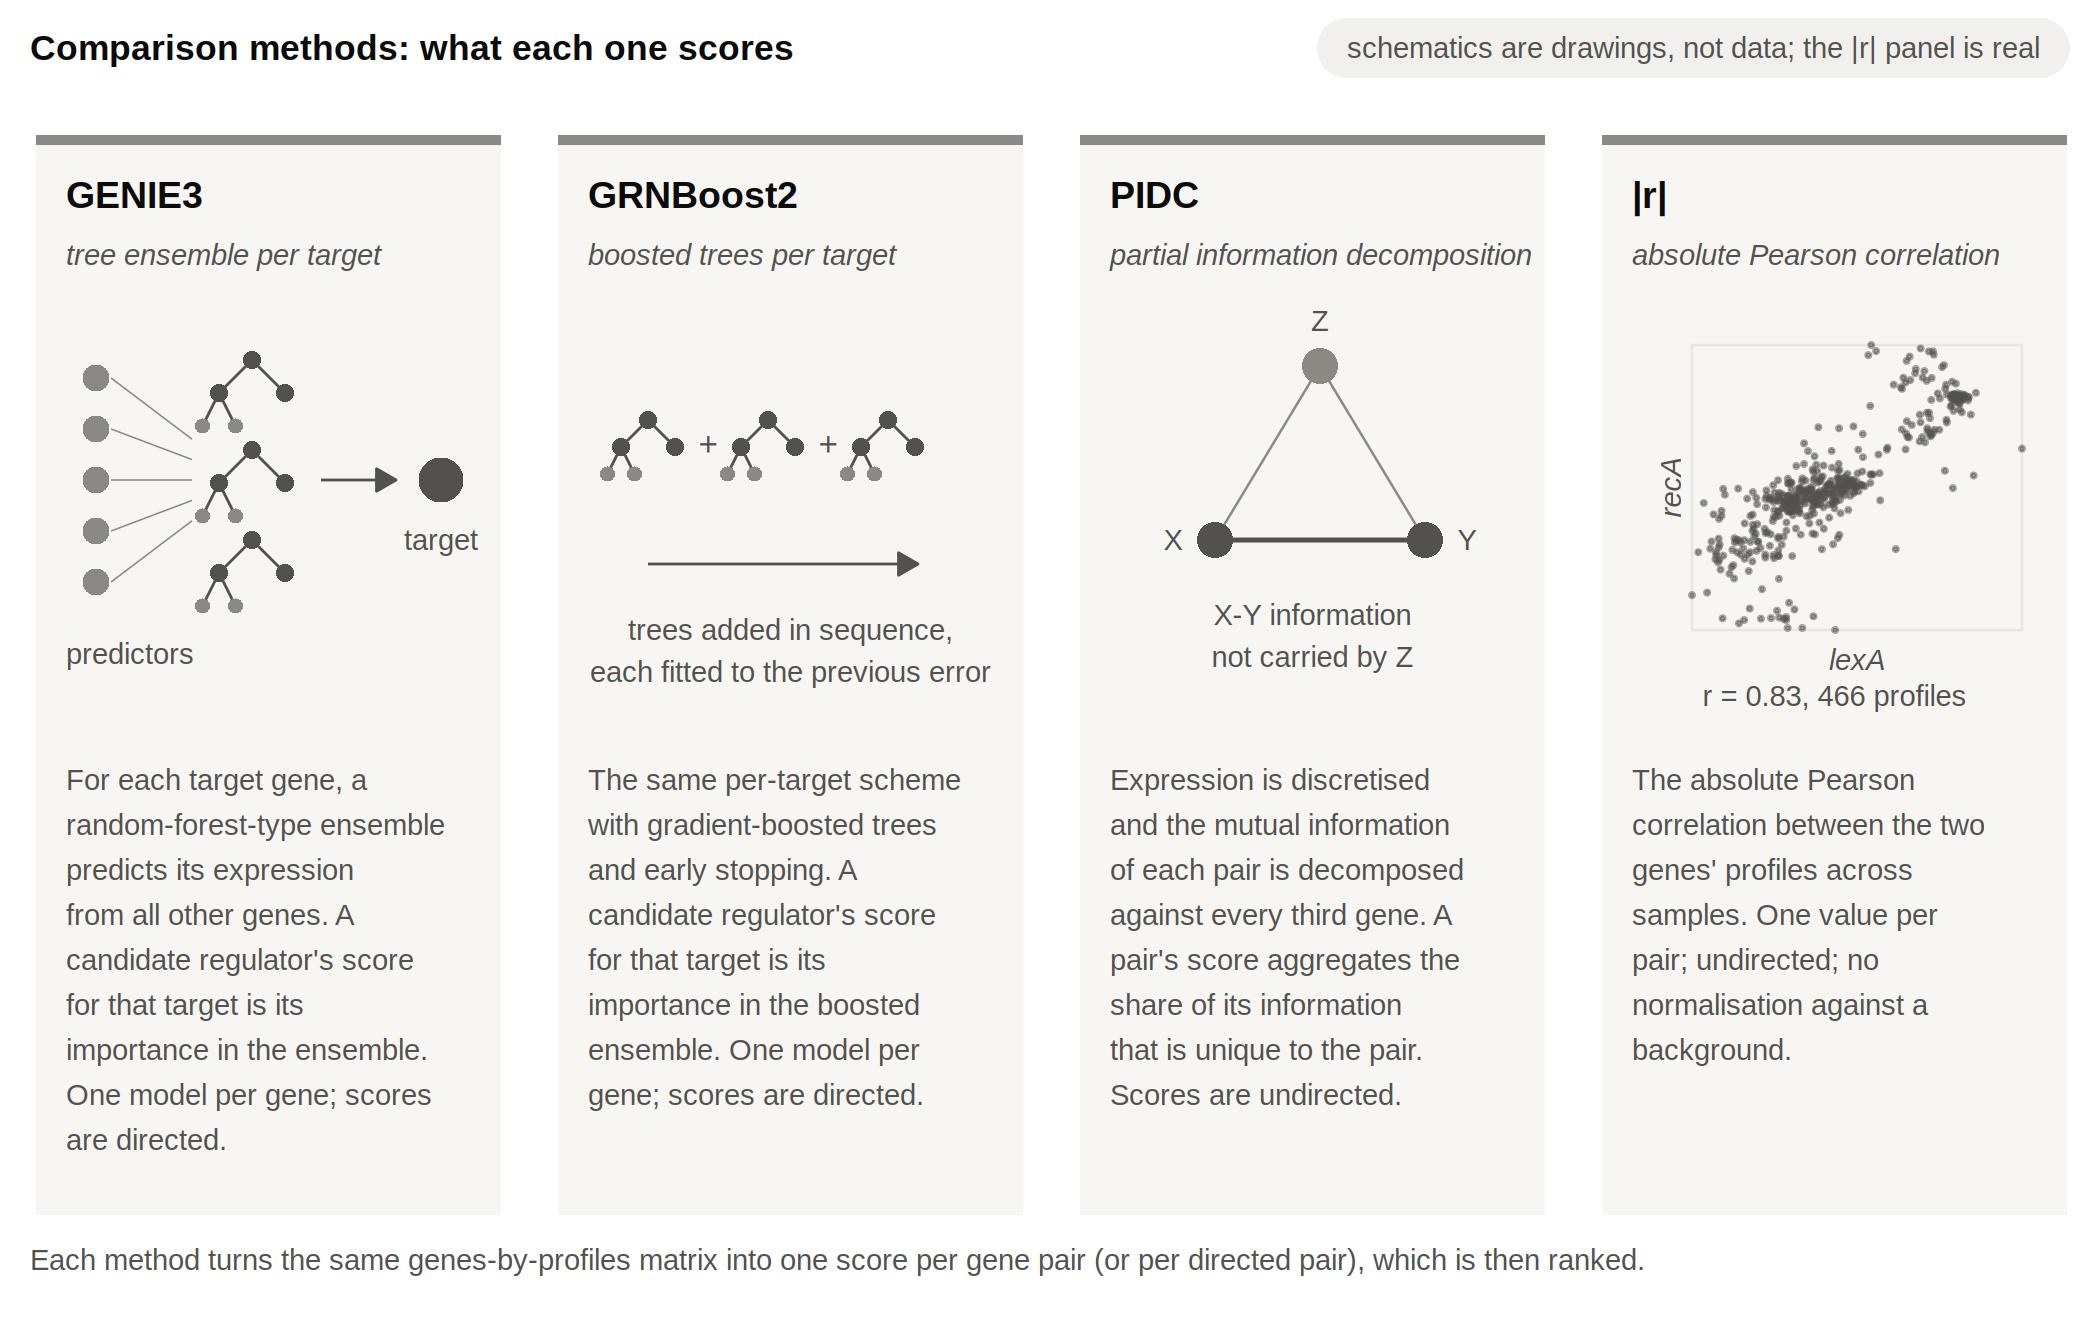 Comparison methods: what each one scores
schematics are drawings, not data; the |r| panel is real
GENIE3
tree ensemble per target
predictors
target
For each target gene, a
random-forest-type ensemble
predicts its expression
from all other genes. A
candidate regulator's score
for that target is its
importance in the ensemble.
One model per gene; scores
are directed.
GRNBoost2
boosted trees per target
+ +
trees added in sequence,
each fitted to the previous error
The same per-target scheme
with gradient-boosted trees
and early stopping. A
candidate regulator's score
for that target is its
importance in the boosted
ensemble. One model per
gene; scores are directed.
PIDC
partial information decomposition
Z
X Y
X-Y information
not carried by Z
Expression is discretised
and the mutual information
of each pair is decomposed
against every third gene. A
pair's score aggregates the
share of its information
that is unique to the pair.
Scores are undirected.
|r|
absolute Pearson correlation
recA
lexA
r = 0.83, 466 profiles
The absolute Pearson
correlation between the two
genes' profiles across
samples. One value per
pair; undirected; no
normalisation against a
background.
Each method turns the same genes-by-profiles matrix into one score per gene pair (or per directed pair), which is then ranked.